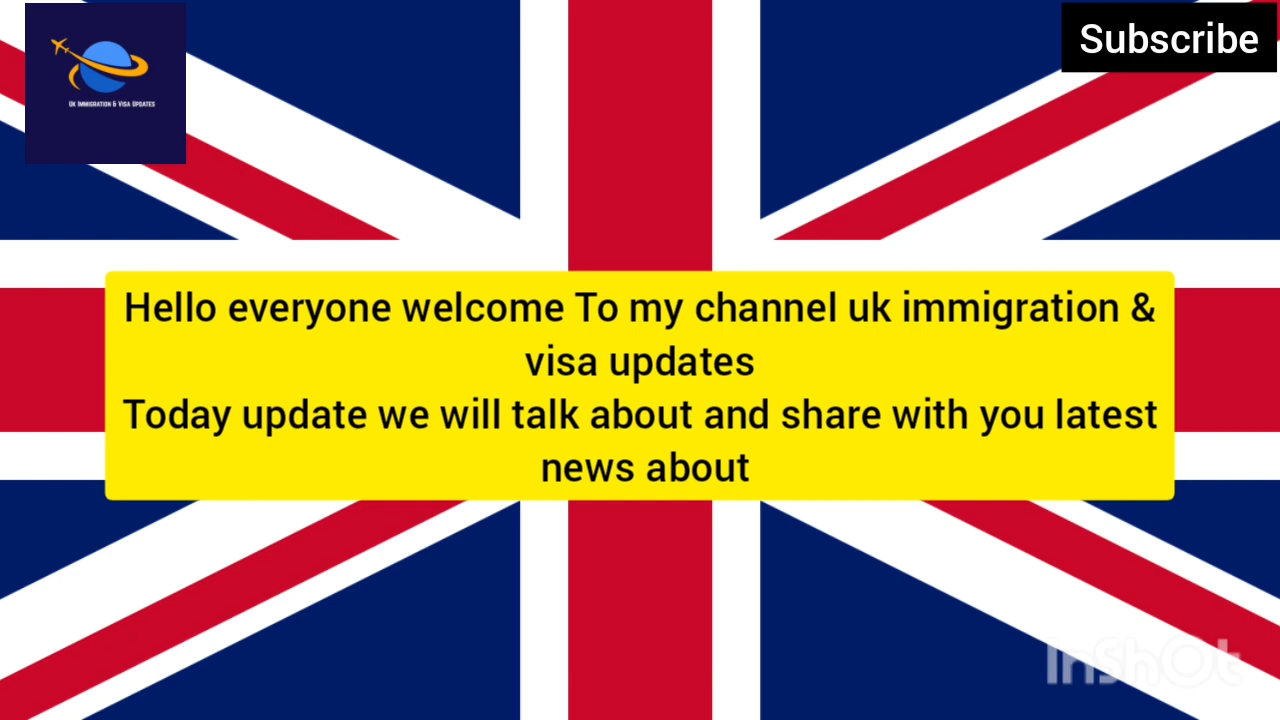 Subscribe
UK IMMIGRATION & VISA UPDATES
Hello everyone welcome To my channel uk immigration &
visa updates
Today update we will talk about and share with you latest
news about
InShOt